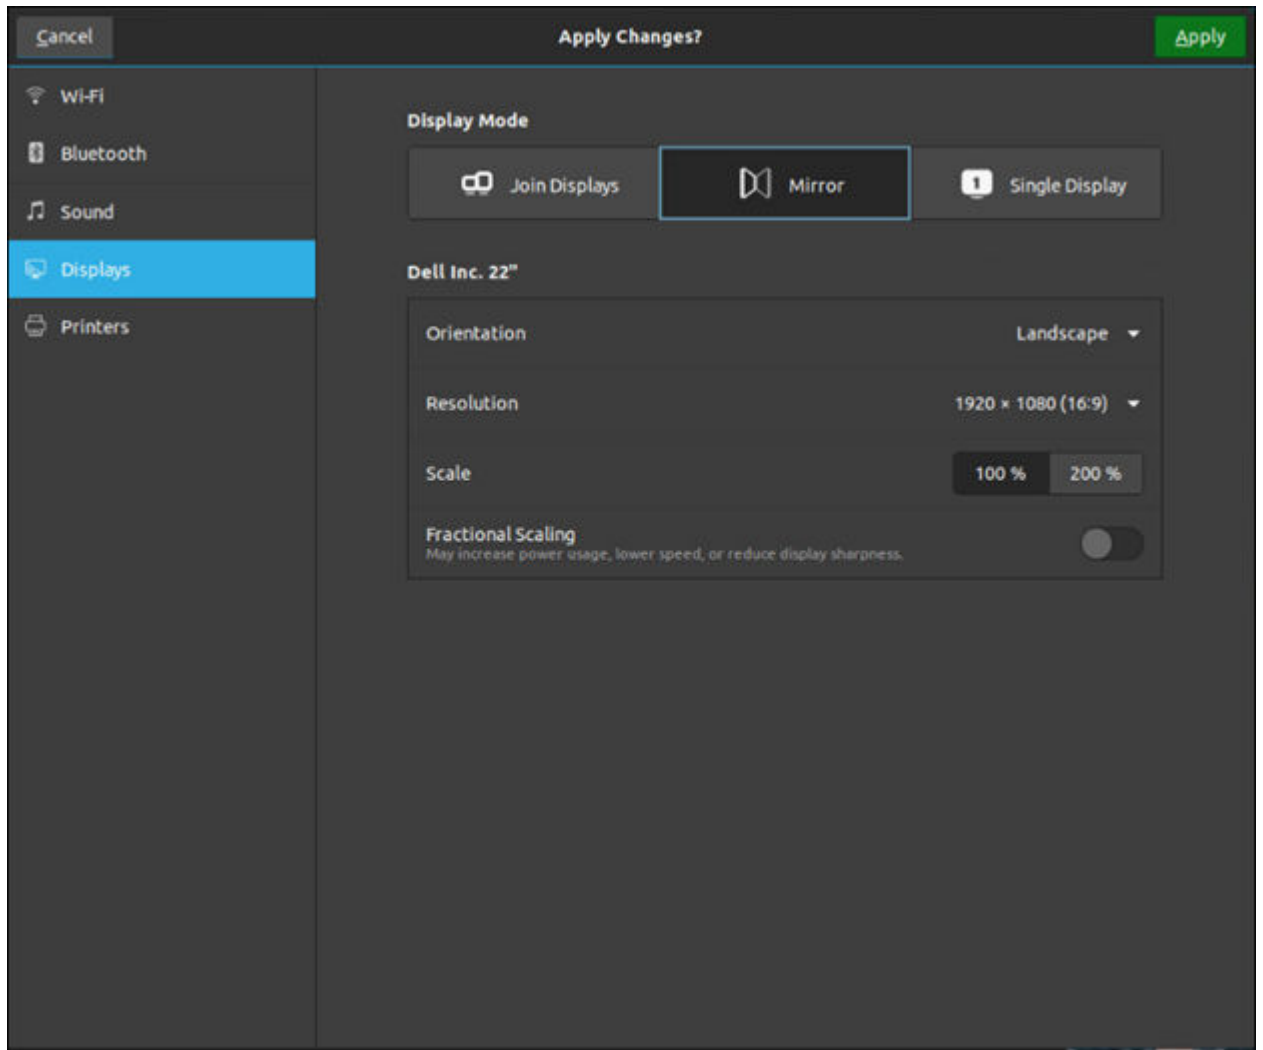 Cancel
Apply Changes?
Apply
Wi-Fi
Bluetooth
Sound
Displays
Printers
Display Mode
Join Displays
Mirror
1
Single Display
Dell Inc. 22"
Orientation
Landscape
Resolution
1920 × 1080 (16:9)
Scale
100 %
200 %
Fractional Scaling
May increase power usage, lower speed, or reduce display sharpness.